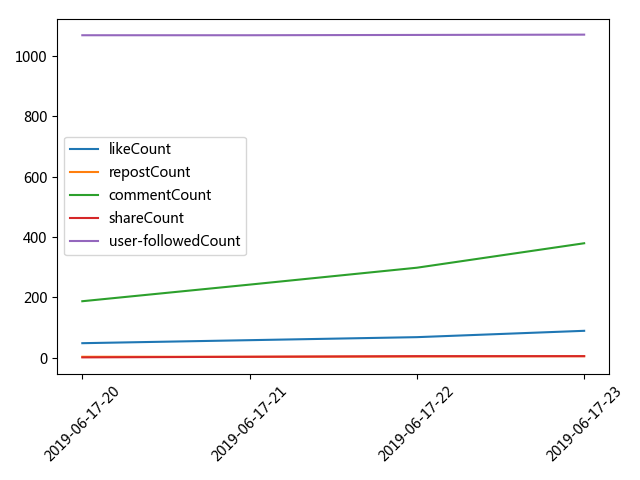 1000
800
600
400
200
0
likeCount
repostCount
commentCount
shareCount
user-followedCount
2019-06-17-20
2019-06-17-21
2019-06-17-22
2019-06-17-23